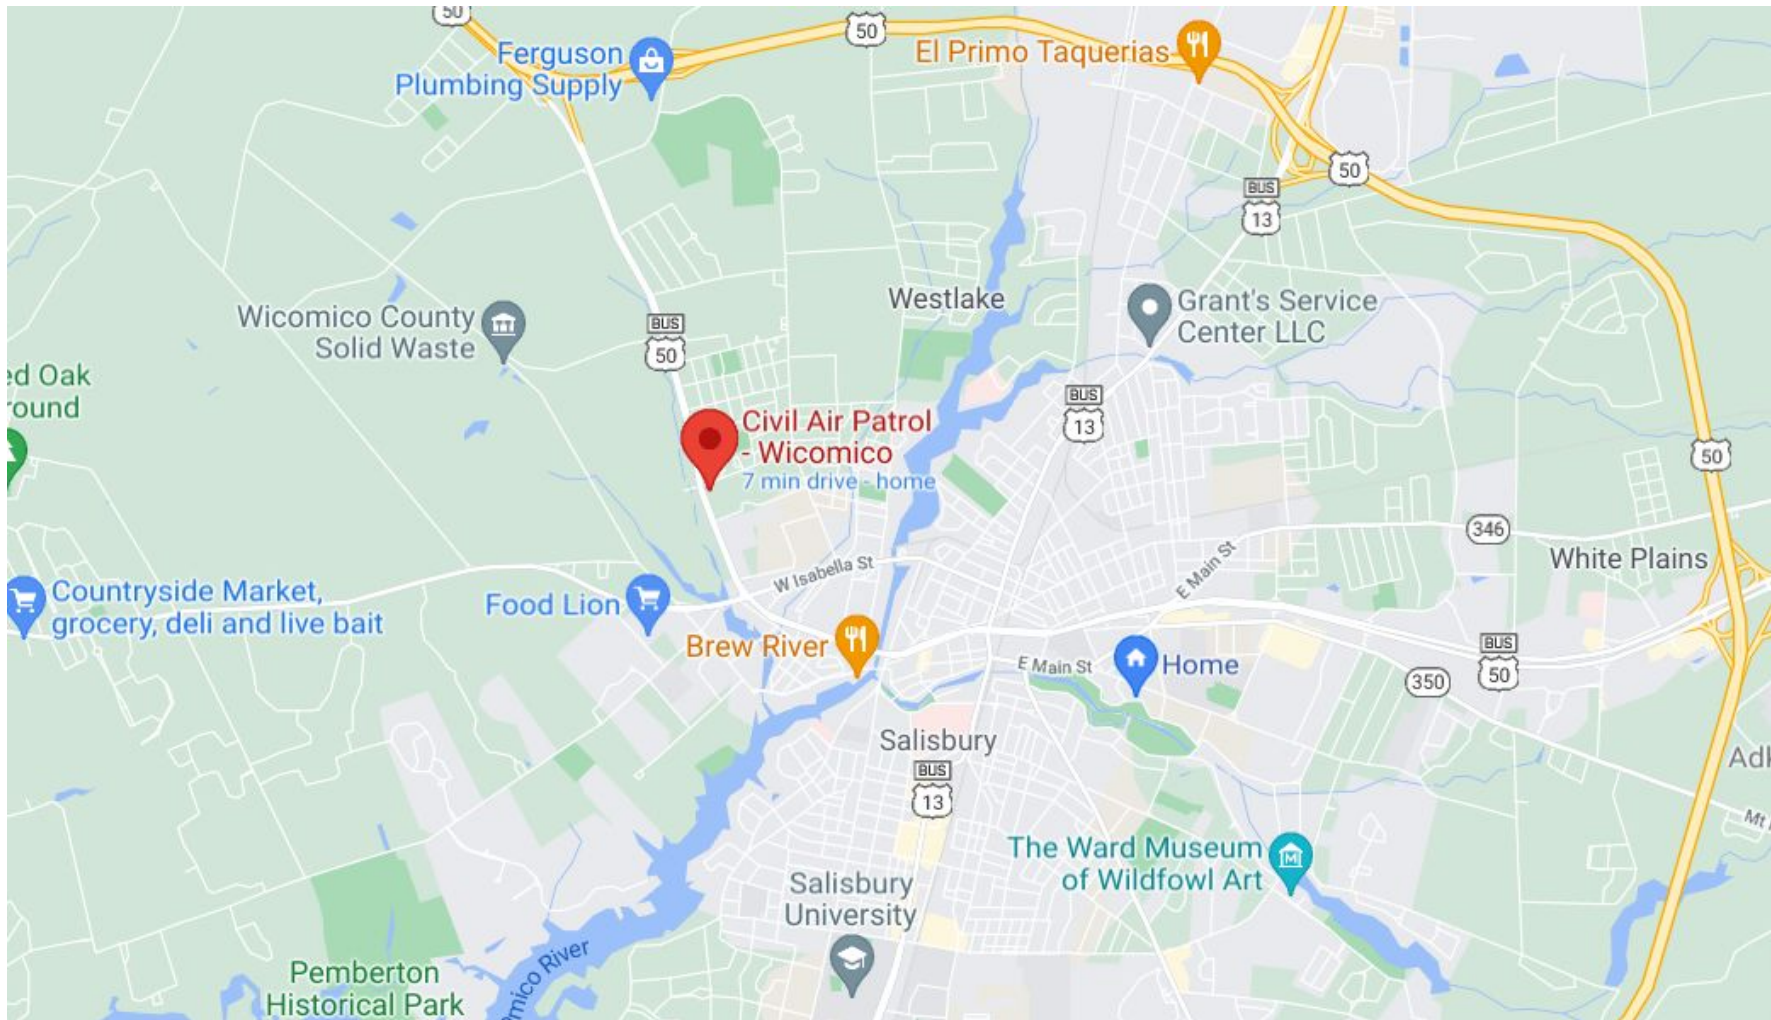 50
50
Ferguson
Plumbing Supply
El Primo Taquerias
50
BUS
13
Westlake
Grant's Service
Center LLC
Wicomico County
Solid Waste
BUS
50
ed Oak
round
BUS
13
Civil Air Patrol
- Wicomico
7 min drive - home
50
346
White Plains
E Main St
W Isabella St
Countryside Market,
grocery, deli and live bait
Food Lion
Brew River
E Main St
Home
BUS
50
350
Salisbury
BUS
13
Adk
Mt
The Ward Museum
of Wildfowl Art
M
Salisbury
University
Pemberton
Historical Park
omico River